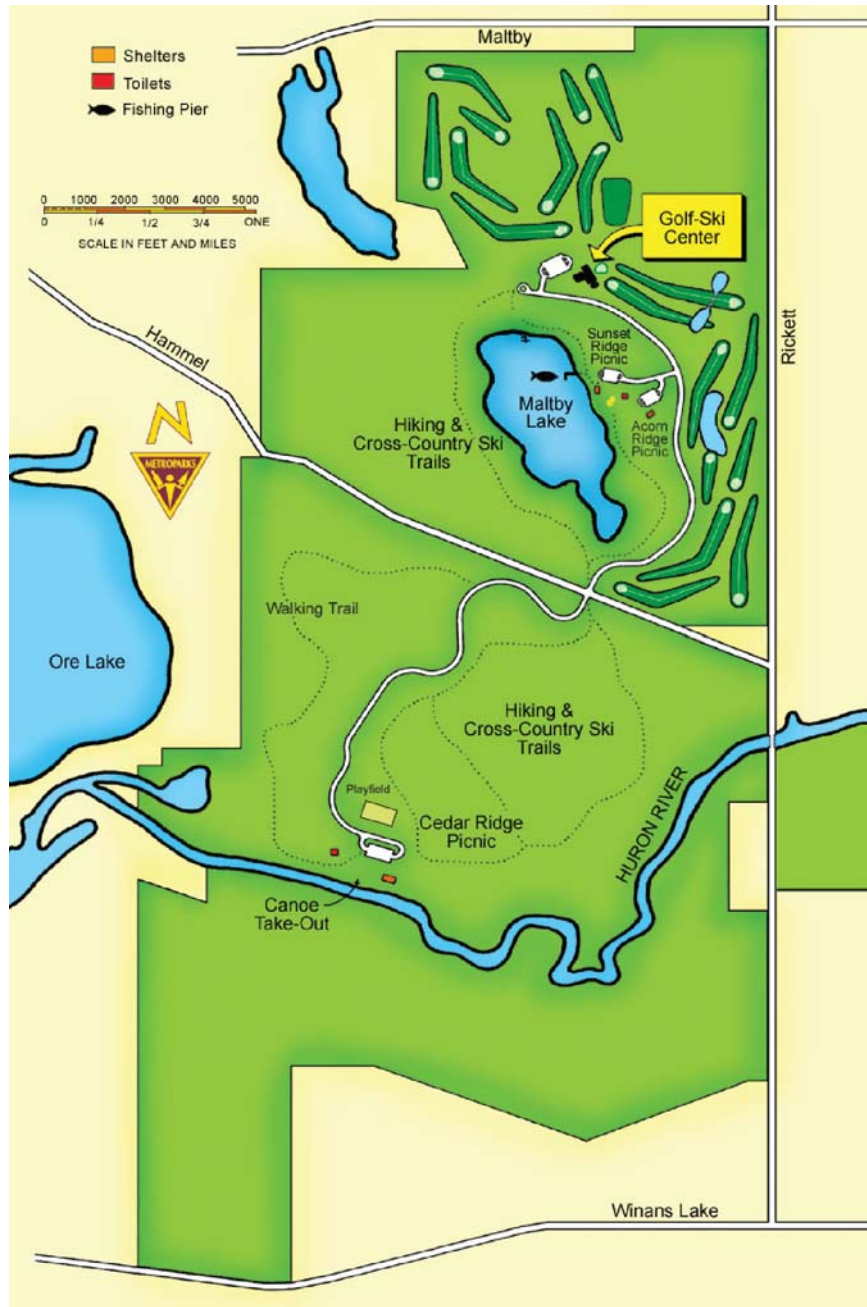 Maltby
Shelters
Toilets
Fishing Pier
0 1000 2000 3000 4000 5000
0 1/4 1/2 3/4 ONE
SCALE IN FEET AND MILES
Golf-Ski
Center
Hammel
Rickett
Sunset
Ridge
Picnic
N
METROPARKS
Hiking &
Cross-Country Ski
Trails
Maltby
Lake
Acorn
Ridge
Picnic
Walking Trail
Ore Lake
Hiking &
Cross-Country Ski
Trails
Playfield
Cedar Ridge
Picnic
HURON RIVER
Canoe
Take-Out
Winans Lake